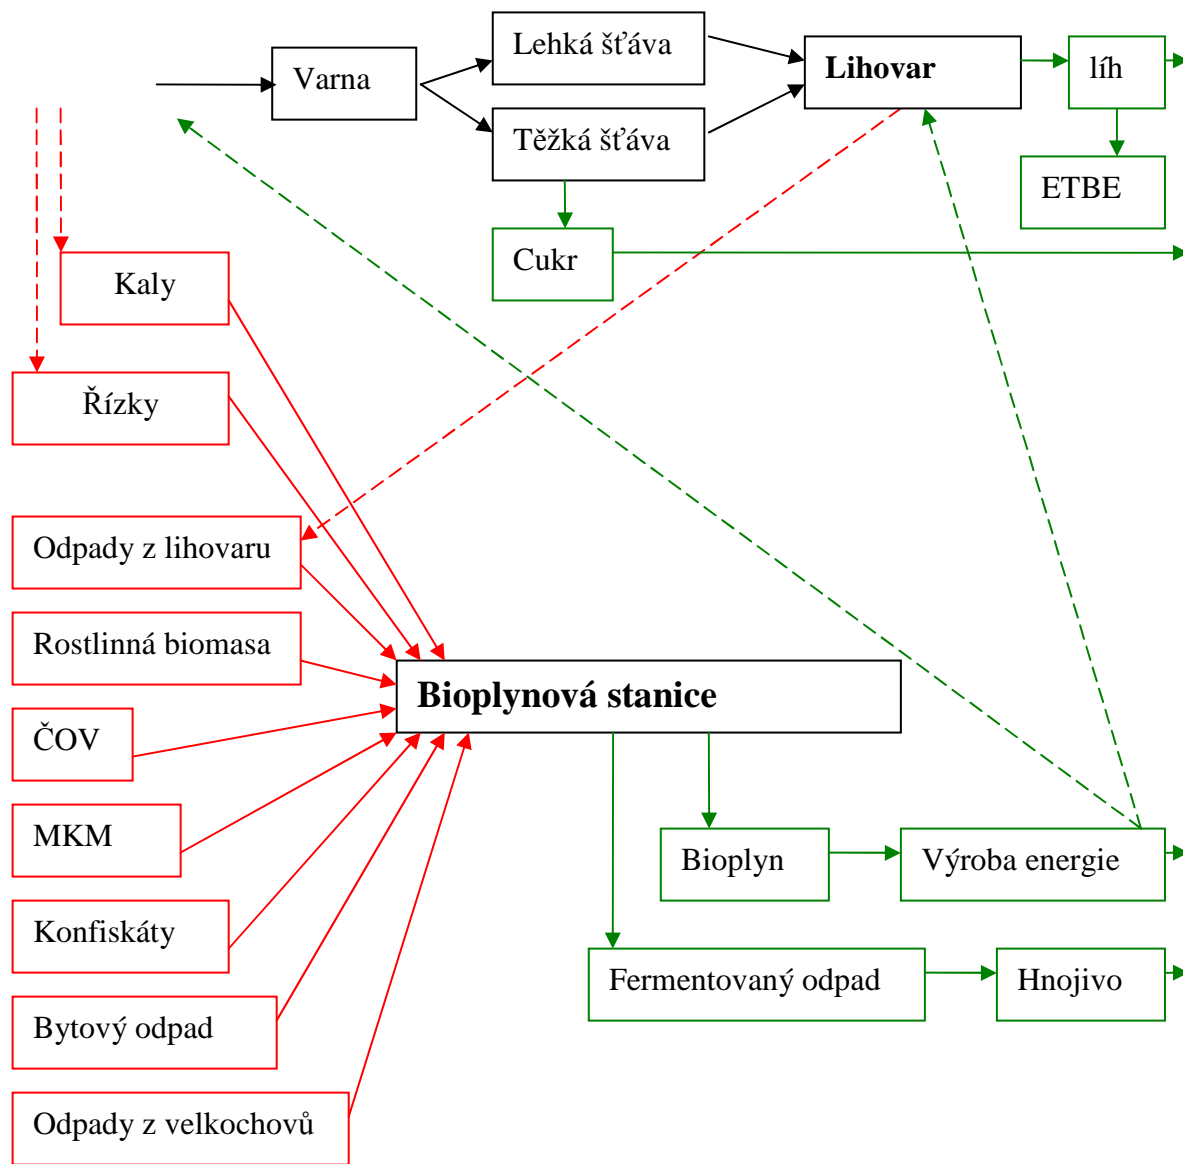 Lehká šťáva
Varna
Lihovar
líh
Těžká šťáva
ETBE
Cukr
Kaly
Řízky
Odpady z lihovaru
Rostlinná biomasa
Bioplynová stanice
ČOV
MKM
Bioplyn
Výroba energie
Konfiskáty
Fermentovaný odpad
Hnojivo
Bytový odpad
Odpady z velkochovů